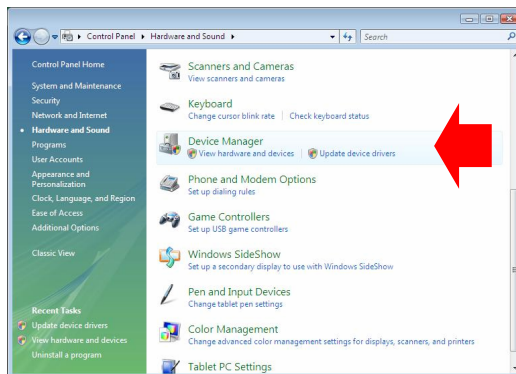 Control Panel ▸ Hardware and Sound ▸
Search
Control Panel Home
System and Maintenance
Security
Network and Internet
Hardware and Sound
Programs
User Accounts
Appearance and
Personalization
Clock, Language, and Region
Ease of Access
Additional Options
Classic View
Recent Tasks
Update device drivers
View hardware and devices
Uninstall a program
Scanners and Cameras
View scanners and cameras
Keyboard
Change cursor blink rate
Check keyboard status
Device Manager
View hardware and devices
Update device drivers
Phone and Modem Options
Set up dialing rules
Game Controllers
Set up USB game controllers
Windows SideShow
Set up a secondary display to use with Windows SideShow
Pen and Input Devices
Change tablet pen settings
Color Management
Change advanced color management settings for displays, scanners, and printers
Tablet PC Settings